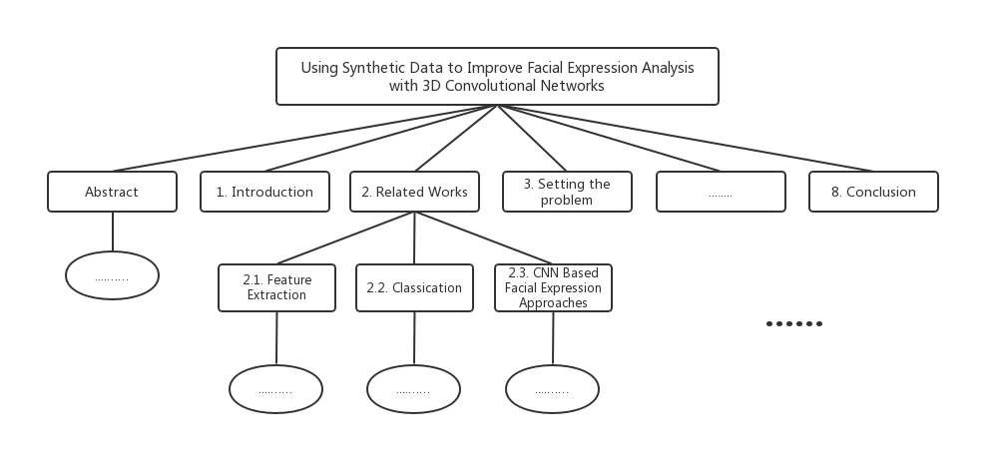 Using Synthetic Data to Improve Facial Expression Analysis
with 3D Convolutional Networks
Abstract
1. Introduction
2. Related Works
3. Setting the
problem
........
8. Conclusion
..........
2.1. Feature
Extraction
2.2. Classication
2.3. CNN Based
Facial Expression
Approaches
......
..........
..........
..........